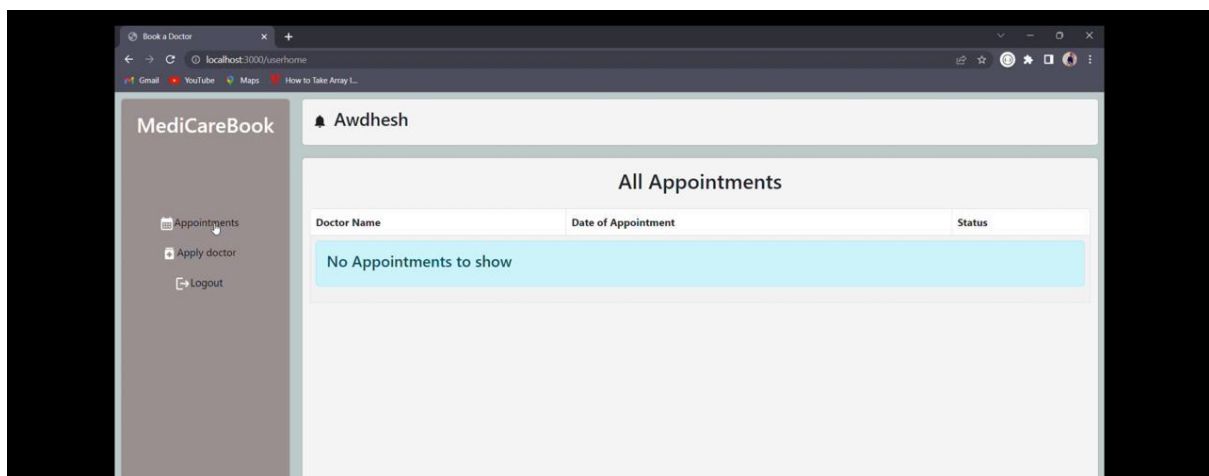 Book a Doctor
localhost:3000/userhome
Gmail YouTube Maps How to Take Array I...
MediCareBook
Awdhesh
All Appointments
Appointments
Doctor Name Date of Appointment Status
Apply doctor
No Appointments to show
Logout